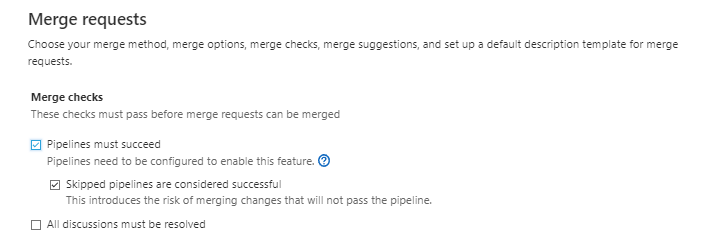 Merge requests
Choose your merge method, merge options, merge checks, merge suggestions, and set up a default description template for merge
requests.
Merge checks
These checks must pass before merge requests can be merged
Pipelines must succeed
Pipelines need to be configured to enable this feature.
Skipped pipelines are considered successful
This introduces the risk of merging changes that will not pass the pipeline.
All discussions must be resolved